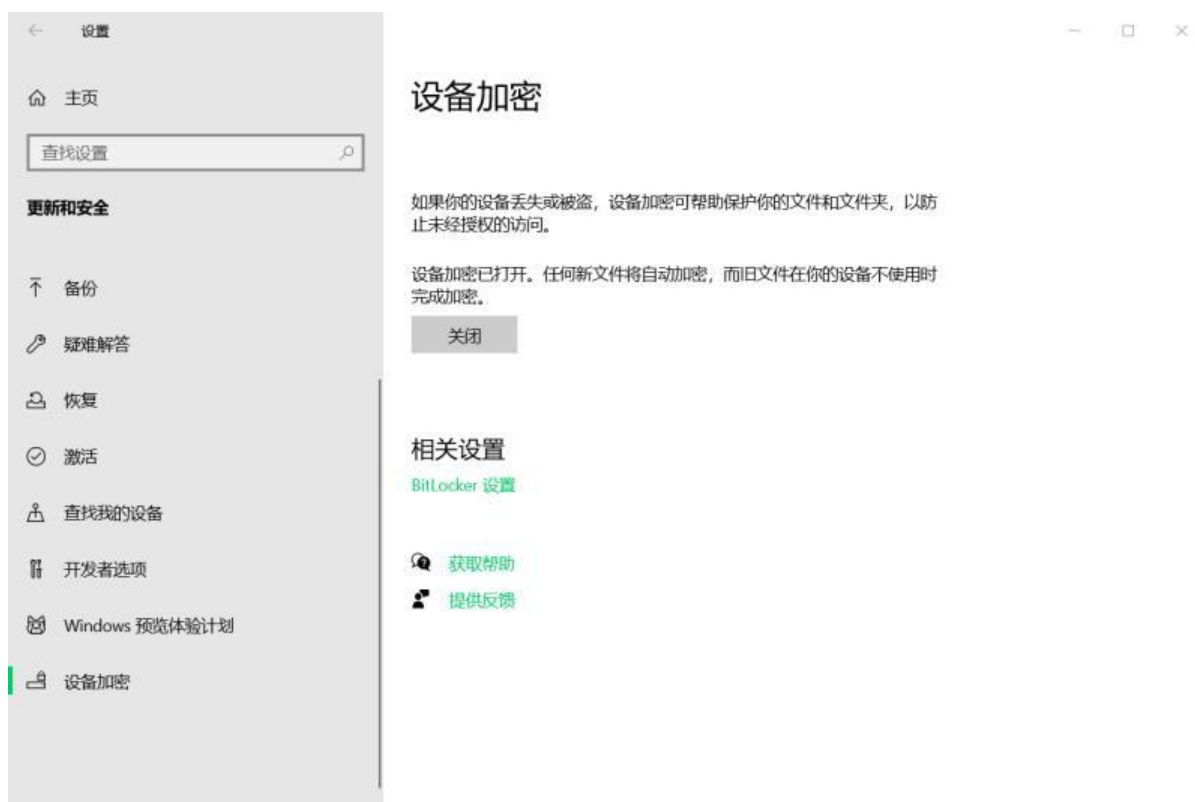 设置
主页
查找设置
更新和安全
备份
疑难解答
恢复
激活
查找我的设备
开发者选项
Windows 预览体验计划
设备加密
设备加密
如果你的设备丢失或被盗，设备加密可帮助保护你的文件和文件夹，以防
止未经授权的访问。
设备加密已打开。任何新文件将自动加密，而旧文件在你的设备不使用时
完成加密。
关闭
相关设置
BitLocker 设置
获取帮助
提供反馈